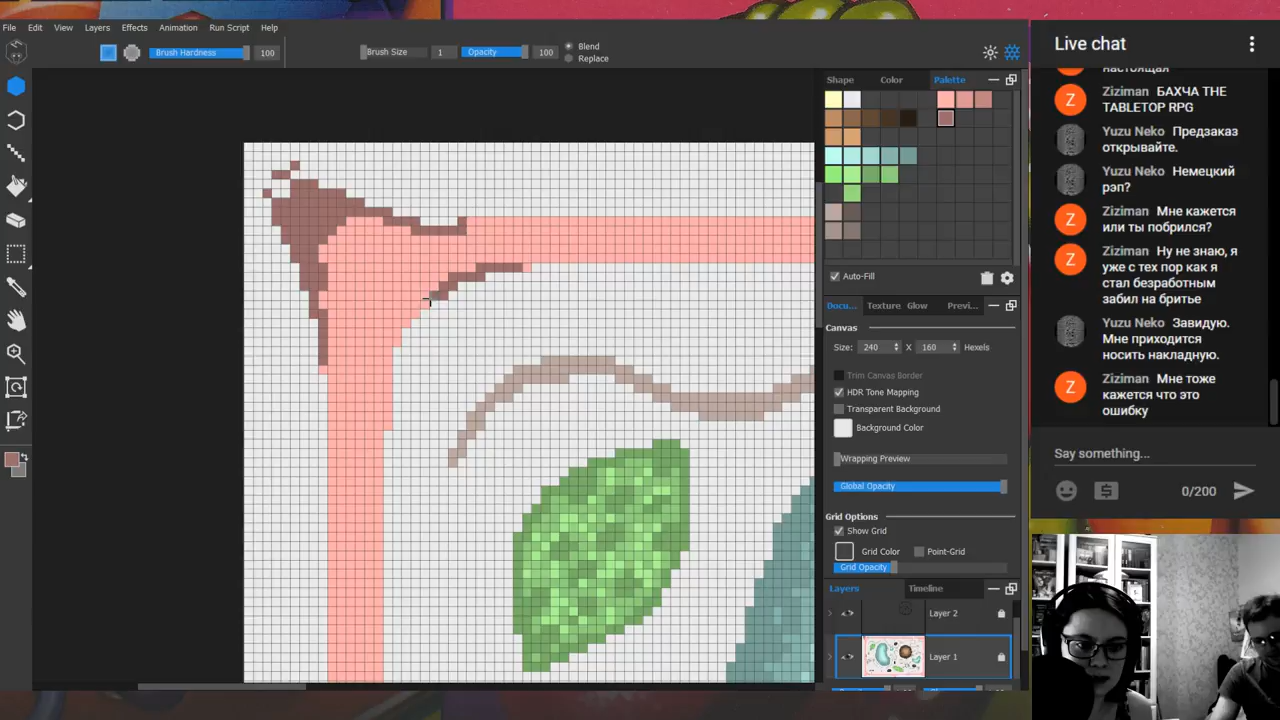 File Edit View Layers Effects Animation Run Script Help
Brush Hardness 100 Brush Size 1 Opacity 100 Blend
Replace
Shape Color Palette
Auto-Fill
Docu... Texture Glow Previ...
Canvas
Size: 240 X 160 Hexels
Trim Canvas Border
HDR Tone Mapping
Transparent Background
Background Color
Wrapping Preview
Global Opacity
Grid Options
Show Grid
Grid Color Point-Grid
Grid Opacity
Layers Timeline
Layer 2
Layer 1
Live chat
настоящая
Ziziman БАХЧА THE
TABLETOP RPG
Yuzu Neko Предзаказ
открывайте.
Yuzu Neko Немецкий
рэп?
Ziziman Мне кажется
или ты побрился?
Ziziman Ну не знаю, я
уже с тех пор как я
стал безработным
забил на бритье
Yuzu Neko Завидую.
Мне приходится
носить накладную.
Ziziman Мне тоже
кажется что это
ошибку
Say something...
0/200